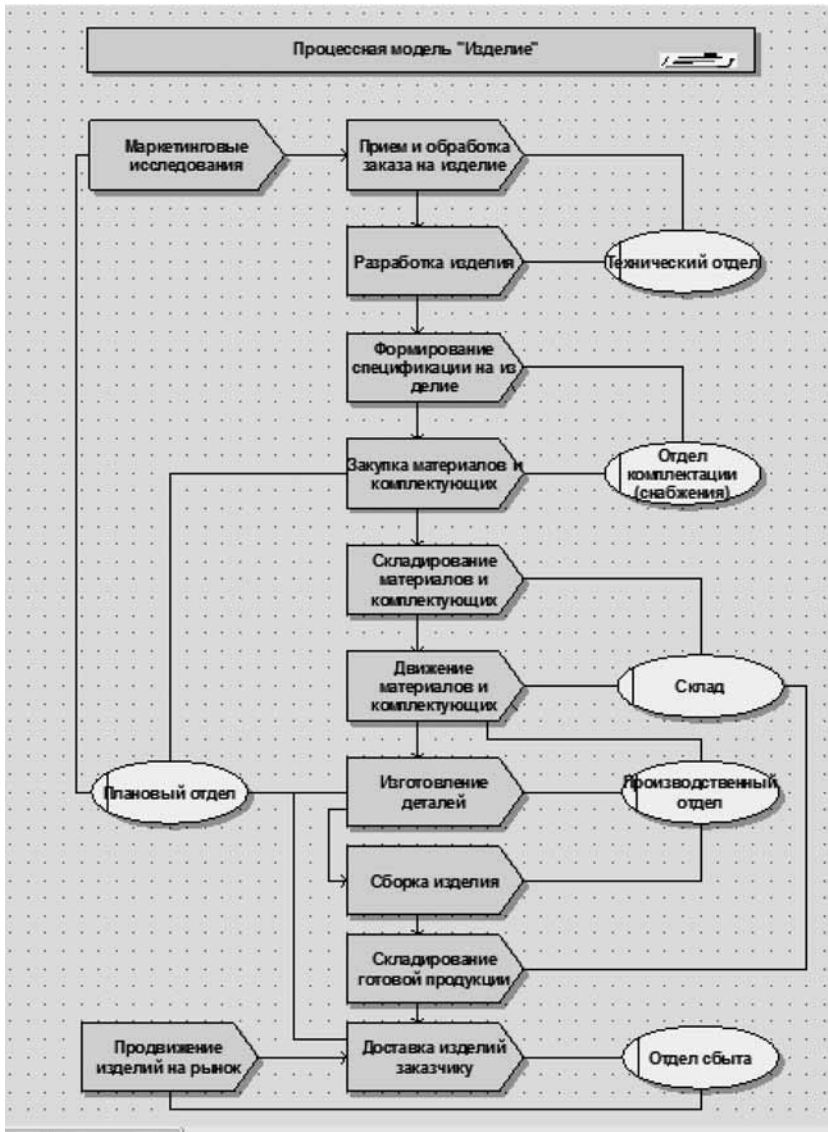 Процессная модель "Изделие"
Маркетинговые
исследования
Прием и обработка
заказа на изделие
Разработка изделия
Технический отдел
Формирование
спецификации на из
делие
Закупка материалов и
комплектующих
Отдел
комплектации
(снабжения)
Складирование
материалов и
комплектующих
Движение
материалов и
комплектующих
Склад
Плановый отдел
Изготовление
деталей
Производственный
отдел
Сборка изделия
Складирование
готовой продукции
Продвижение
изделий на рынок
Доставка изделий
заказчику
Отдел сбыта